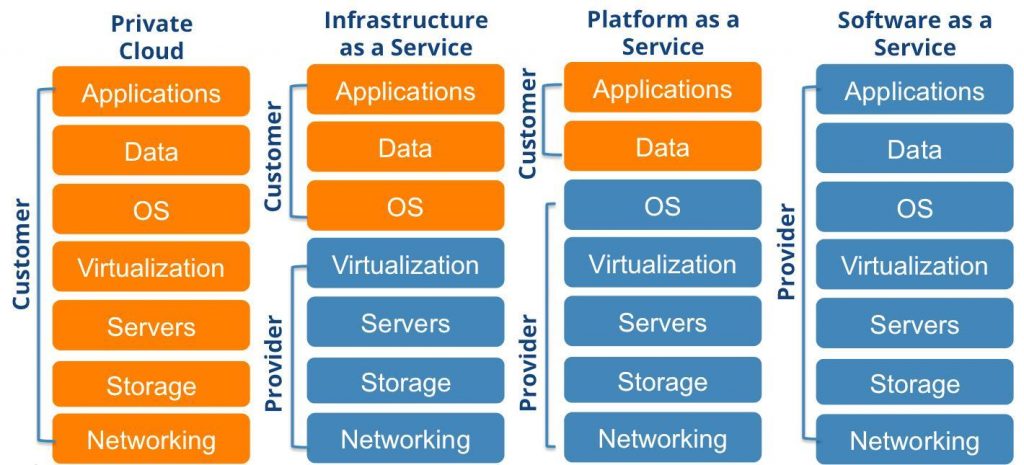 Private
Cloud
Customer
Applications
Data
OS
Virtualization
Servers
Storage
Networking
Infrastructure
as a Service
Customer
Applications
Data
OS
Provider
Virtualization
Servers
Storage
Networking
Platform as a
Service
Customer
Applications
Data
Provider
OS
Virtualization
Servers
Storage
Networking
Software as a
Service
Provider
Applications
Data
OS
Virtualization
Servers
Storage
Networking